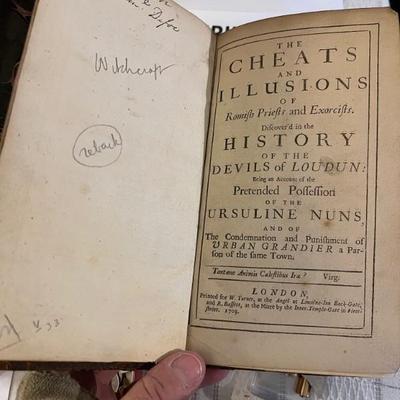 Defoe
Witchcraft
reback
THE
CHEATS
AND
ILLUSIONS
OF
Romish Priests and Exorcists.
Discover'd in the
HISTORY
OF THE
DEVILS of LOUDUN:
Being an Account of the
Pretended Possession
OF THE
URSULINE NUNS,
AND OF
The Condemnation and Punishment of
URBAN GRANDIER a Par-
son of the same Town.
Tantæne Animis Cælestibus Iræ? Virg.
LONDON,
Printed for W. Turner, at the Angel at Lincolns-Inn Back-Gate;
and R. Bassett, at the Mitre by the Inner-Temple-Gate in Fleet-
street. 1703.